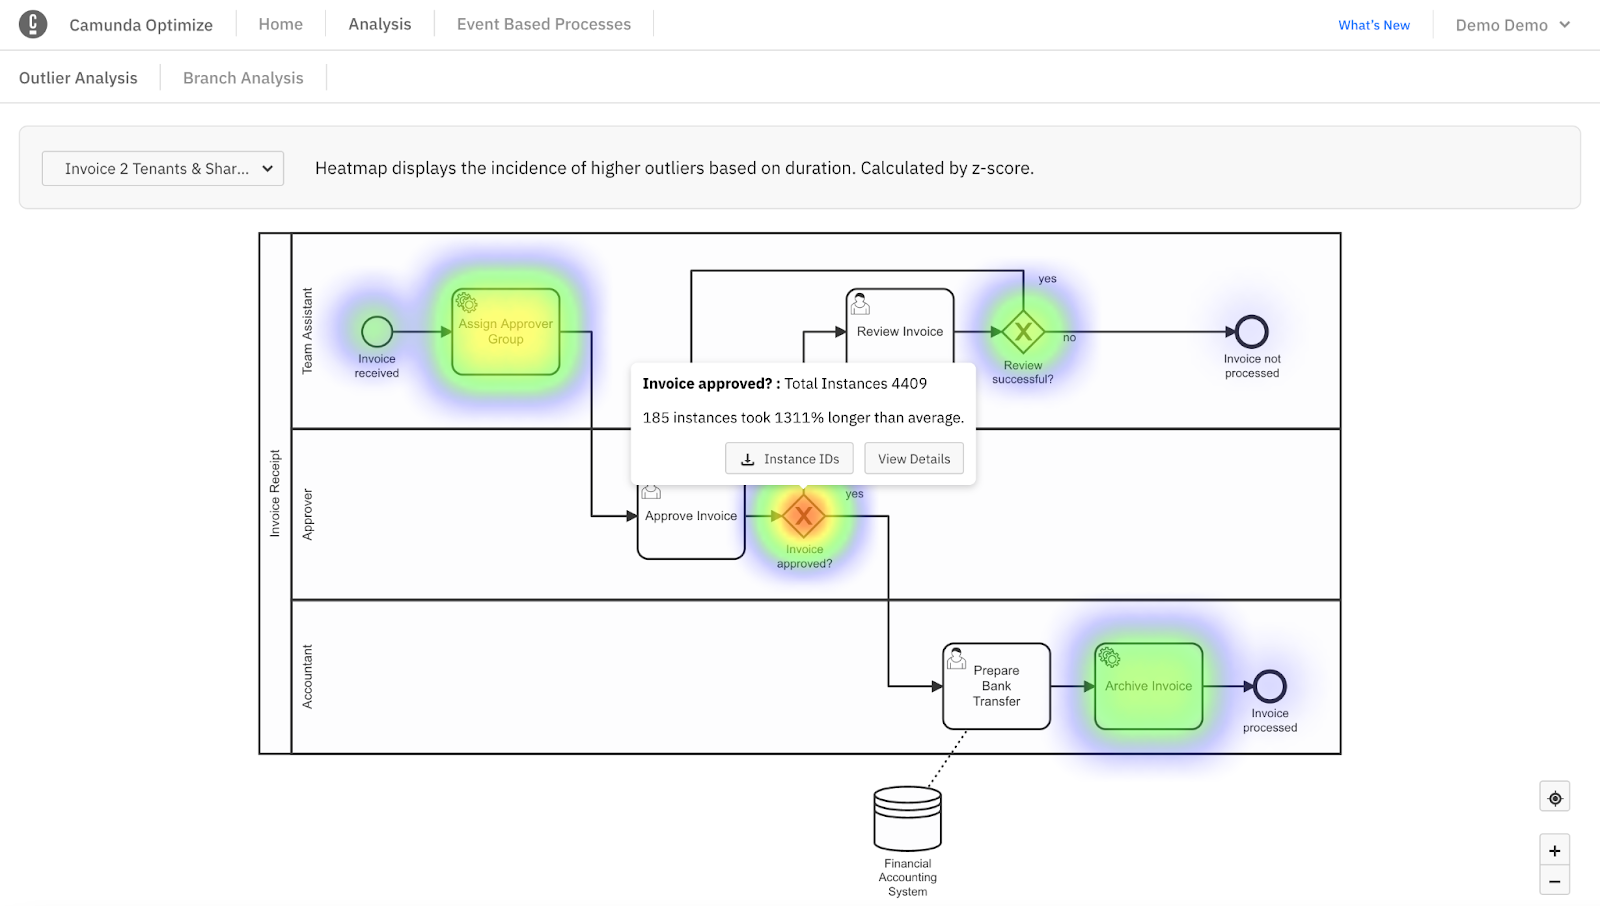 Camunda Optimize
Home
Analysis
Event Based Processes
What's New
Demo Demo
Outlier Analysis
Branch Analysis
Invoice 2 Tenants & Shar...
Heatmap displays the incidence of higher outliers based on duration. Calculated by z-score.
Invoice Receipt
Team Assistant
Invoice
received
Assign Approver
Group
Review Invoice
yes
no
Review
successful?
Invoice not
processed
Invoice approved? : Total Instances 4409
185 instances took 1311% longer than average.
Instance IDs
View Details
Approver
Approve Invoice
yes
Invoice
approved?
Accountant
Prepare
Bank
Transfer
Archive Invoice
Invoice
processed
Financial
Accounting
System